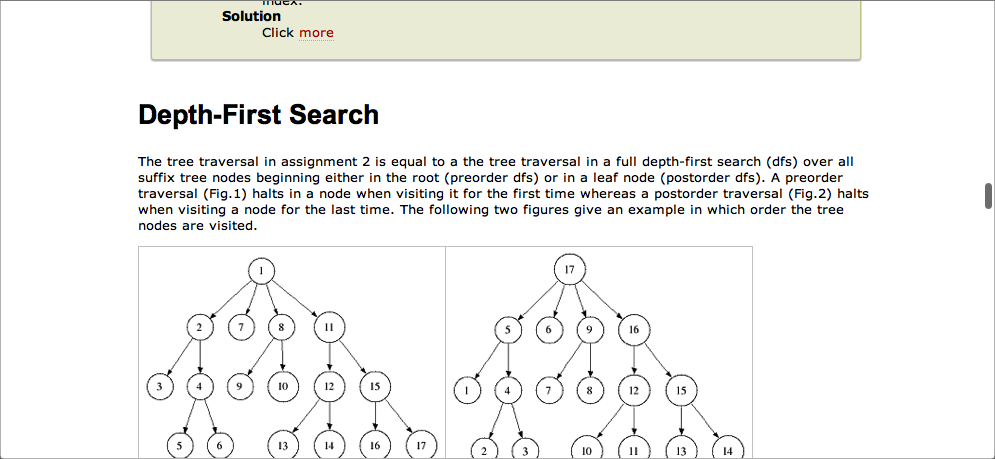 index.
Solution
Click more
Depth-First Search
The tree traversal in assignment 2 is equal to a the tree traversal in a full depth-first search (dfs) over all
suffix tree nodes beginning either in the root (preorder dfs) or in a leaf node (postorder dfs). A preorder
traversal (Fig.1) halts in a node when visiting it for the first time whereas a postorder traversal (Fig.2) halts
when visiting a node for the last time. The following two figures give an example in which order the tree
nodes are visited.
1
2 7 8 11
3 4 9 10 12 15
5 6 13 14 16 17
17
5 6 9 16
1 4 7 8 12 15
2 3 10 11 13 14